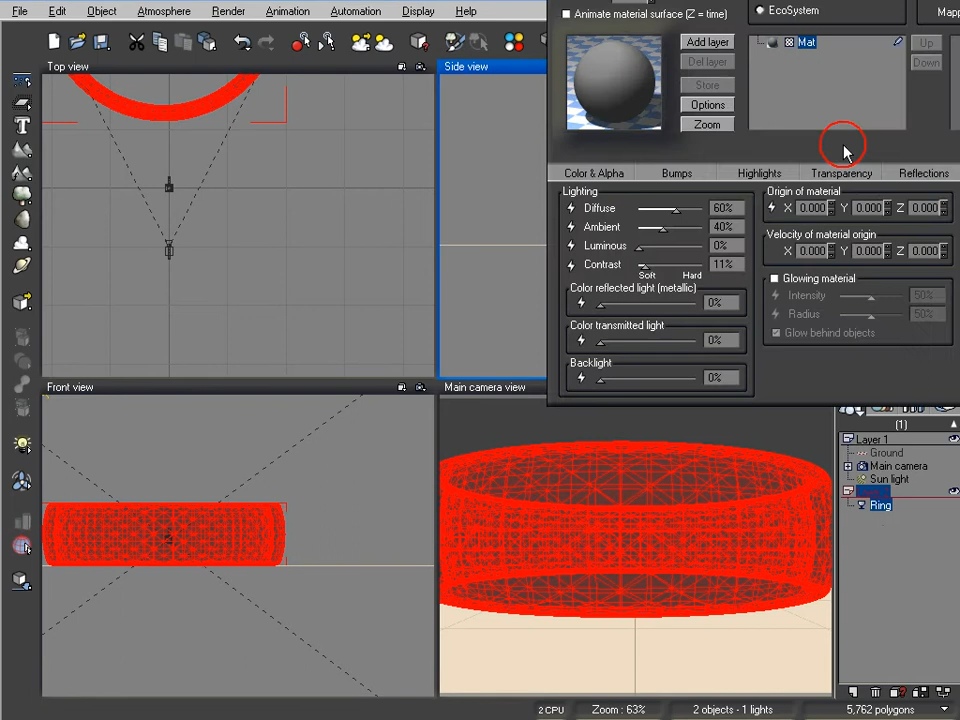 File Edit Object Atmosphere Render Animation Automation Display Help
Animate material surface (Z = time)
EcoSystem
Mapp
Add layer
Del layer
Store
Options
Zoom
Mat
Up
Down
Top view
Side view
Color & Alpha Bumps Highlights Transparency Reflections
Lighting
Diffuse 60%
Ambient 40%
Luminous 0%
Contrast 11%
Soft Hard
Color reflected light (metallic)
0%
Color transmitted light
0%
Backlight
0%
Origin of material
X 0.000 Y 0.000 Z 0.000
Velocity of material origin
X 0.000 Y 0.000 Z 0.000
Glowing material
Intensity 50%
Radius 50%
Glow behind objects
Front view
Main camera view
(1)
Layer 1
Ground
Main camera
Sun light
Ring
2 CPU Zoom : 63% 2 objects - 1 lights 5,762 polygons